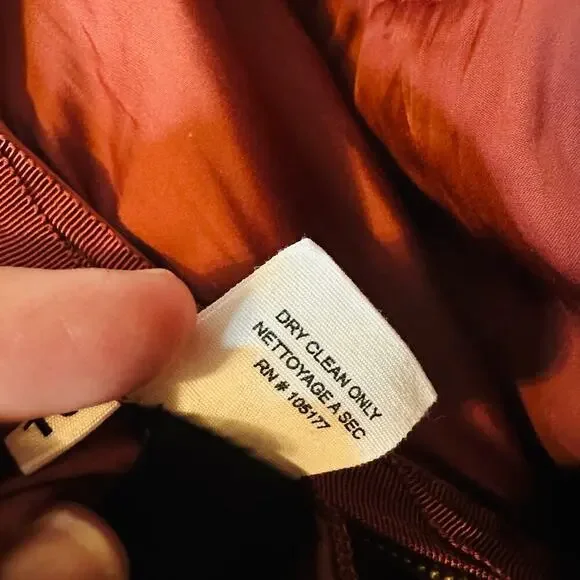 DRY CLEAN ONLY
NETTOYAGE A SEC
RN # 105177